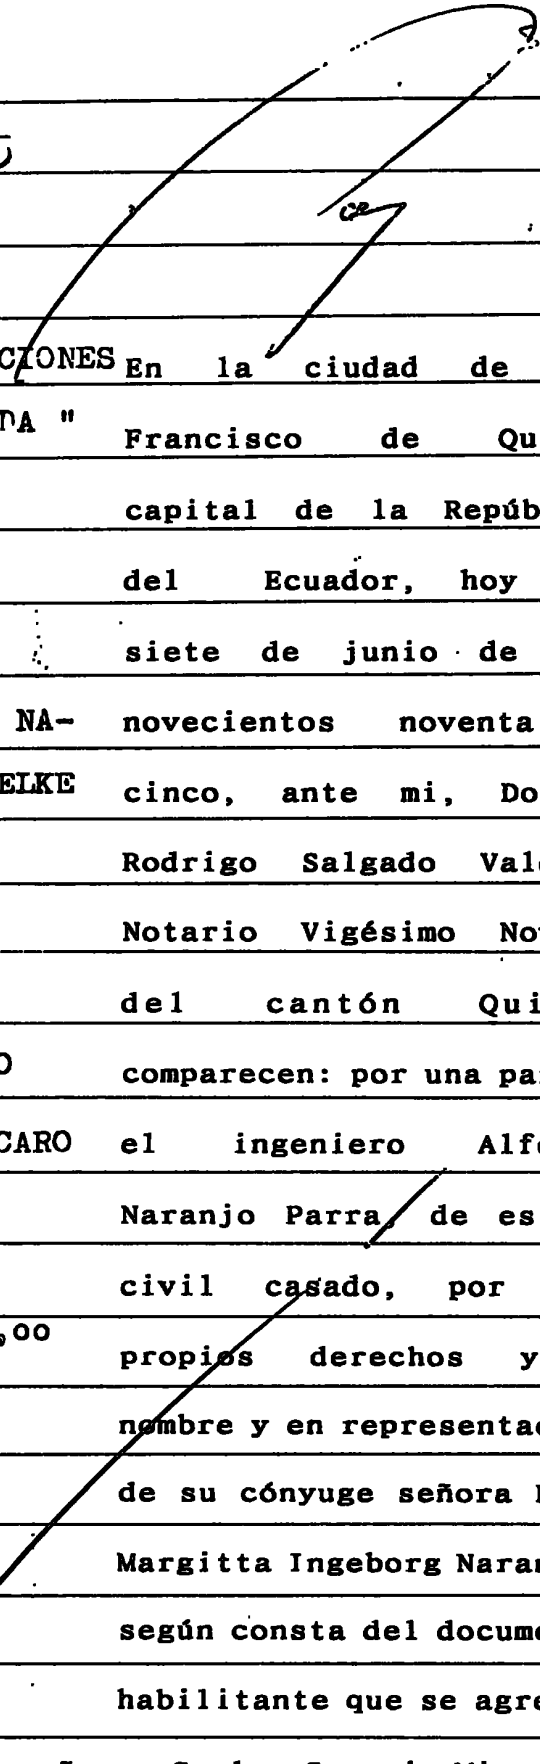 CIONES En la ciudad de
DA " Francisco de Qu
capital de la Repúb
del Ecuador, hoy
siete de junio de
NA- novecientos noventa
ELKE cinco, ante mi, Do
Rodrigo Salgado Val
Notario Vigésimo No
del cantón Qui
O comparecen: por una pa
CARO el ingeniero Alf
Naranjo Parra, de es
civil casado, por
,oo propios derechos y
nombre y en representa
de su cónyuge señora
Margitta Ingeborg Nara
según consta del docum
habilitante que se agre